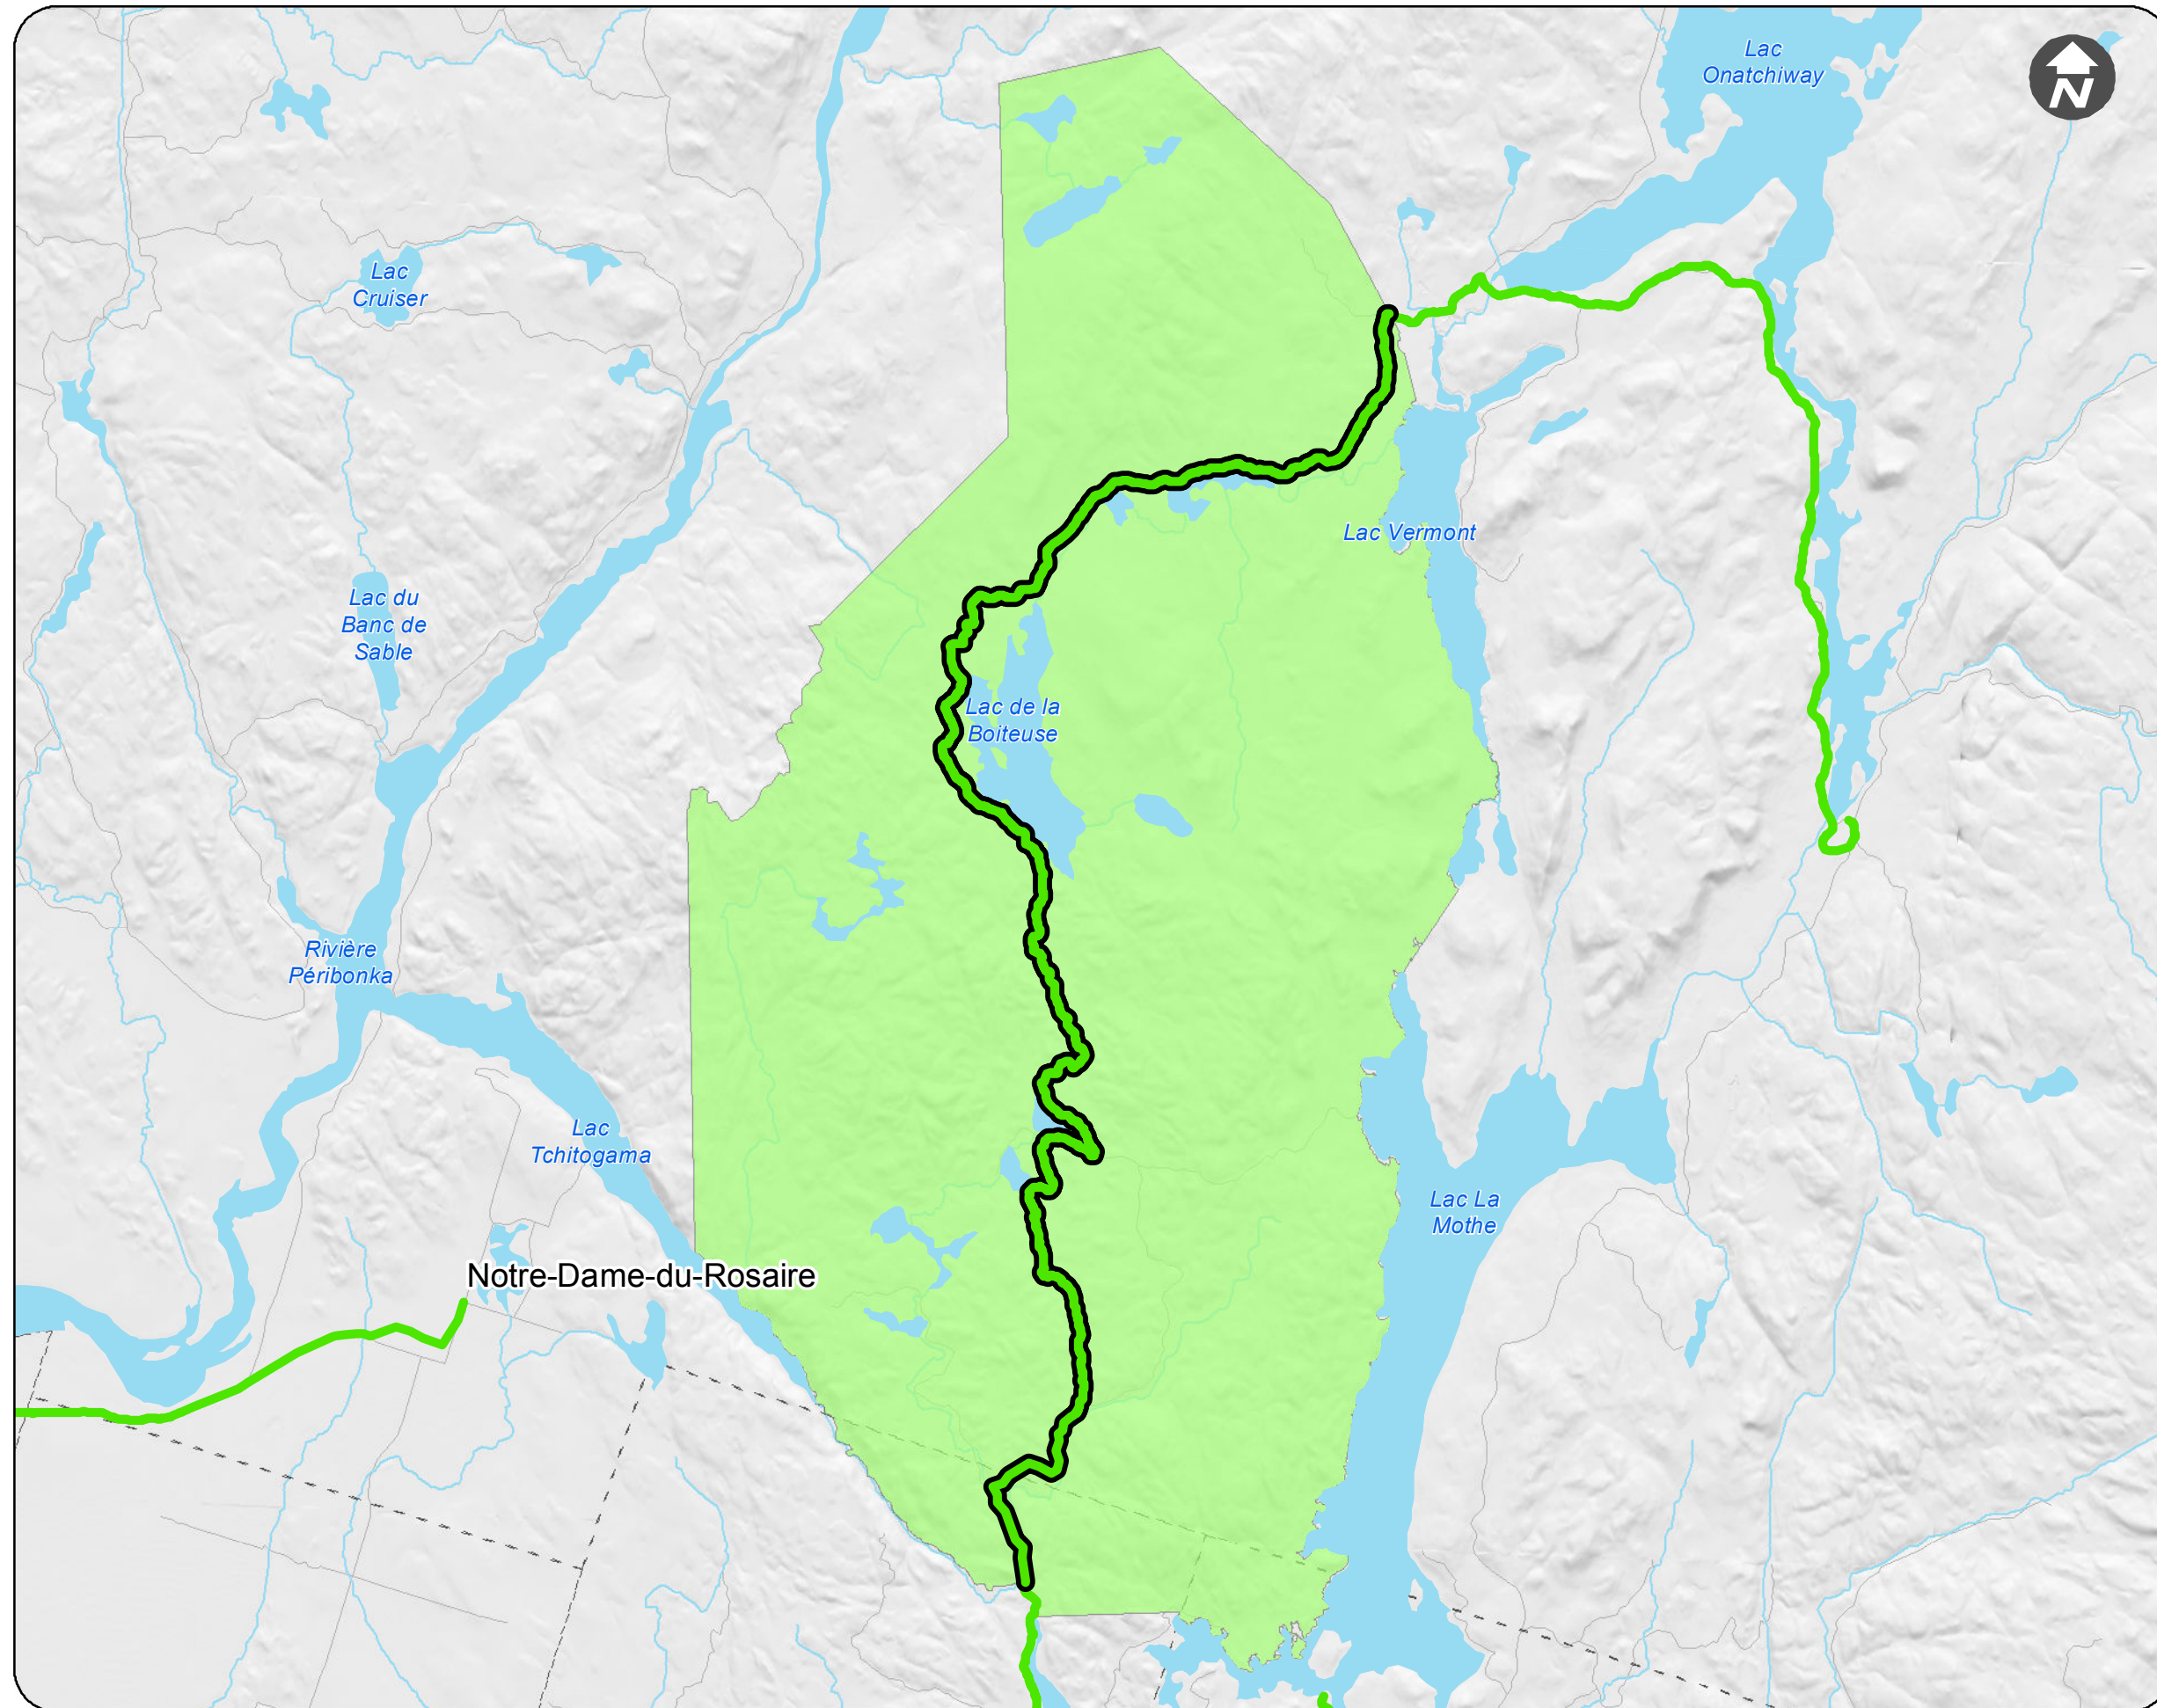 Lac
Onatchiway
N
Lac
Cruiser
Lac Vermont
Lac du
Banc de
Sable
Lac de la
Boiteuse
Rivière
Péribonka
Lac
Tchitogama
Lac La
Mothe
Notre-Dame-du-Rosaire